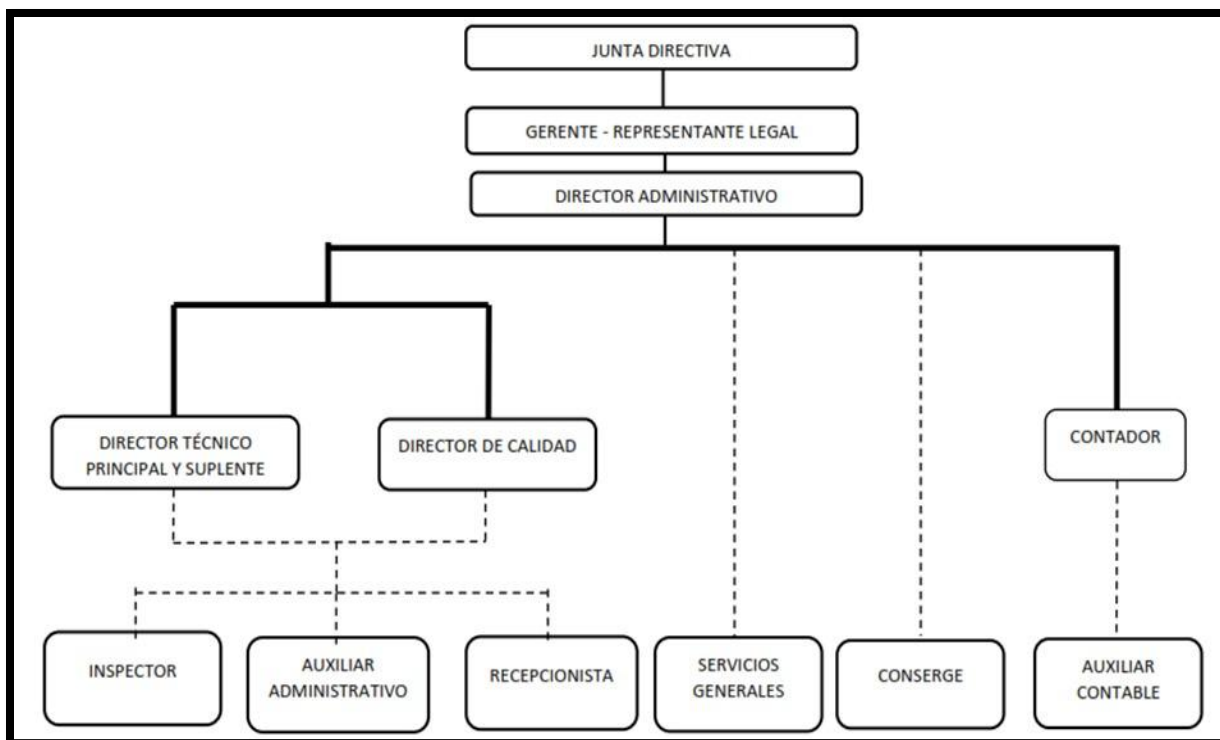 JUNTA DIRECTIVA
GERENTE - REPRESENTANTE LEGAL
DIRECTOR ADMINISTRATIVO
DIRECTOR TÉCNICO
PRINCIPAL Y SUPLENTE
DIRECTOR DE CALIDAD
CONTADOR
INSPECTOR
AUXILIAR
ADMINISTRATIVO
RECEPCIONISTA
SERVICIOS
GENERALES
CONSERGE
AUXILIAR
CONTABLE